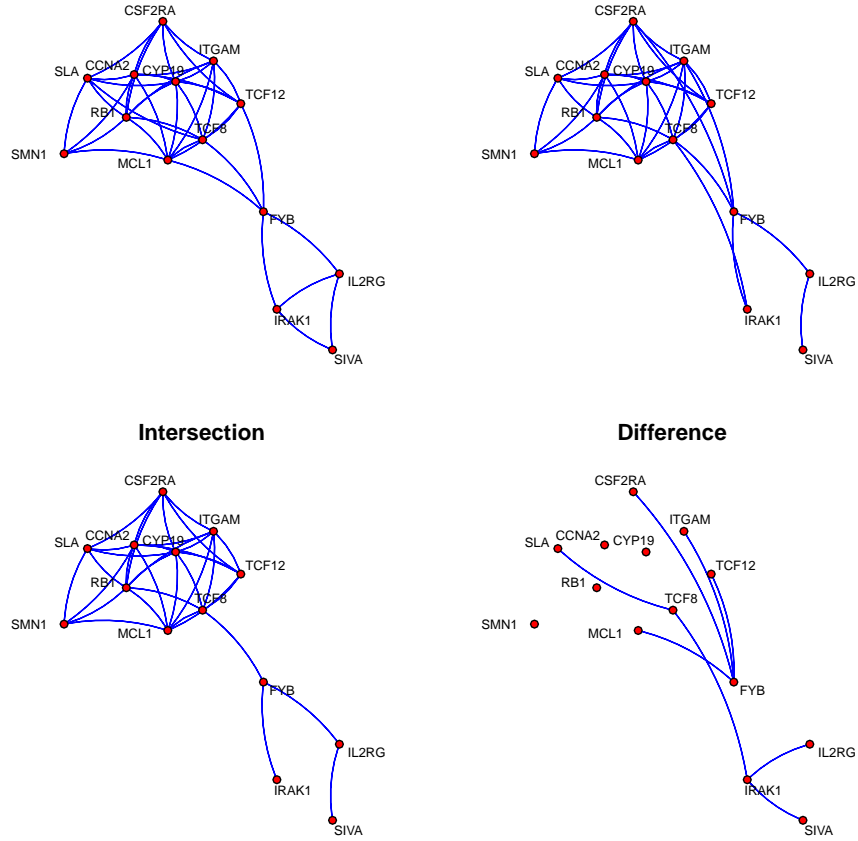 CSF2RA
ITGAM
CCNA2
SLA
CYP19
TCF12
RB1
TCF8
SMN1
MCL1
FYB
IL2RG
IRAK1
SIVA
CSF2RA
ITGAM
CCNA2
SLA
CYP19
TCF12
RB1
TCF8
SMN1
MCL1
FYB
IL2RG
IRAK1
SIVA
Intersection
CSF2RA
ITGAM
CCNA2
SLA
CYP19
TCF12
RB1
TCF8
SMN1
MCL1
FYB
IL2RG
IRAK1
SIVA
Difference
CSF2RA
ITGAM
CCNA2
SLA
CYP19
TCF12
RB1
TCF8
SMN1
MCL1
FYB
IL2RG
IRAK1
SIVA